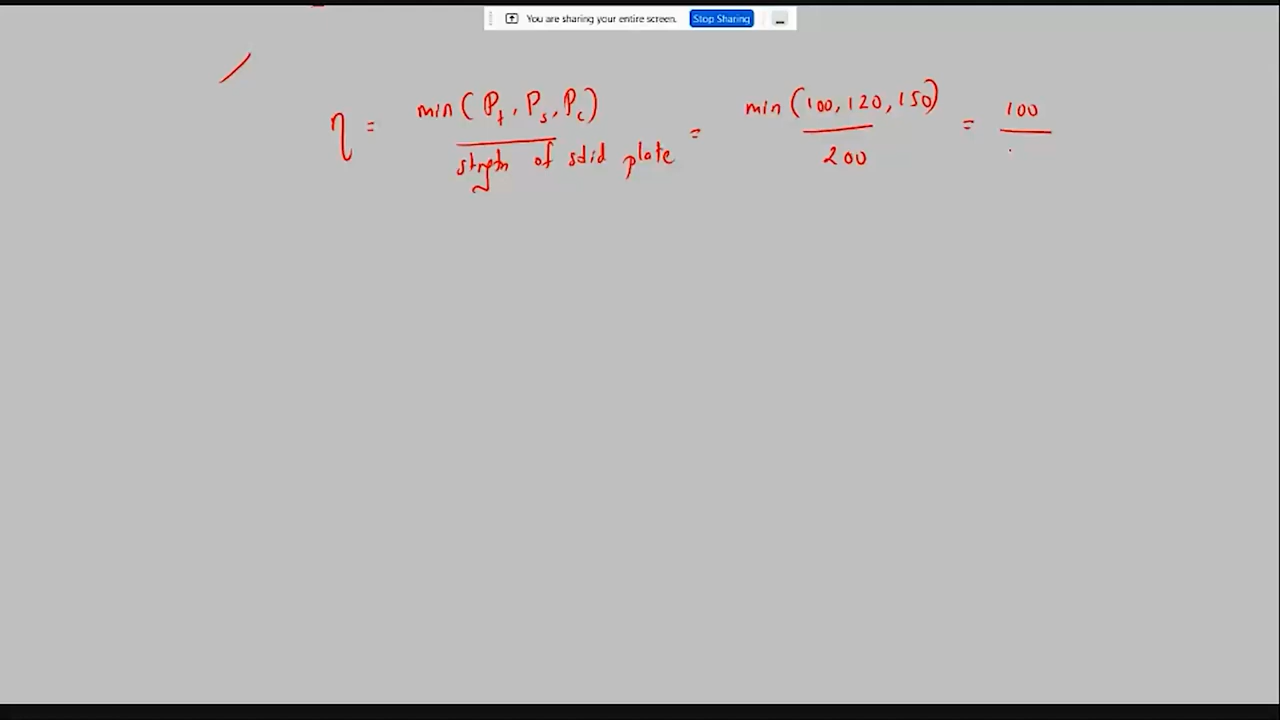 You are sharing your entire screen. Stop Sharing
η = min(Pt, Ps, Pc) / strgth of solid plate = min(100, 120, 150) / 200 = 100 /